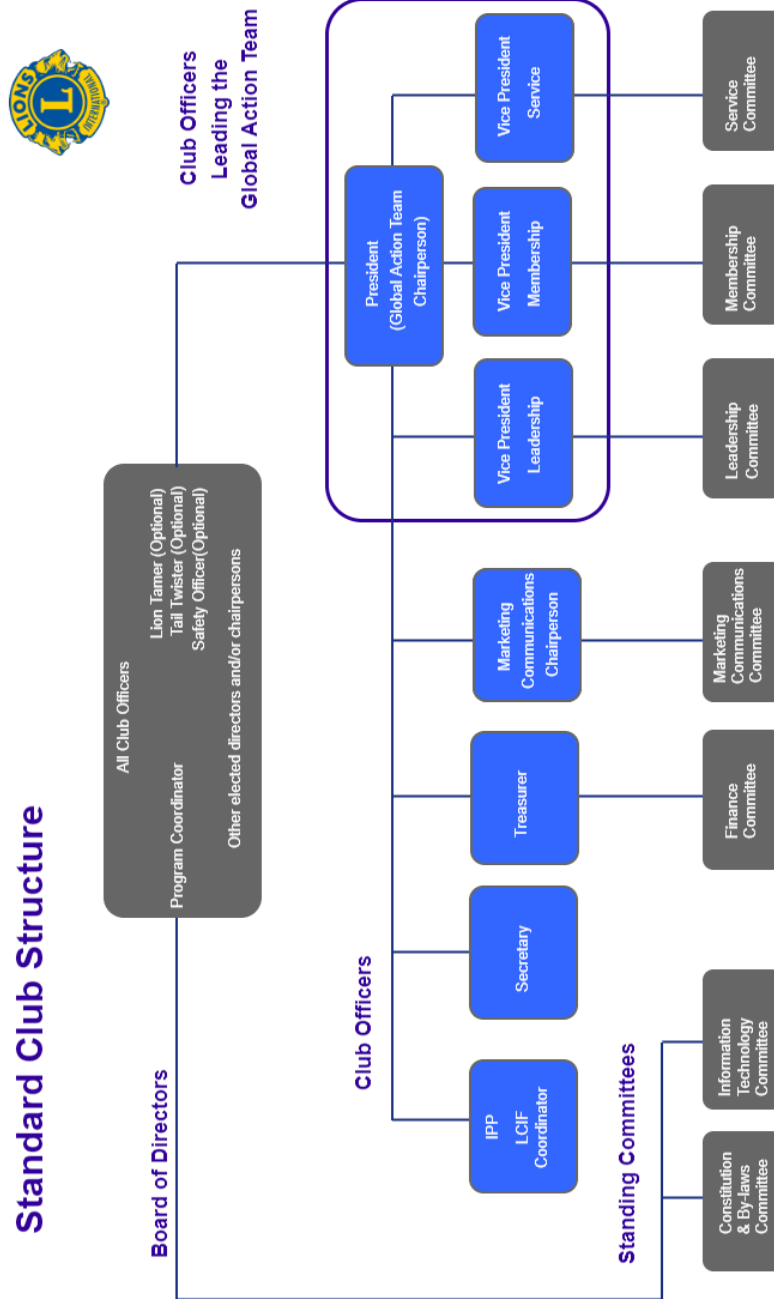 Standard Club Structure
LIONS
L
INTERNATIONAL
Board of Directors
All Club Officers
Program Coordinator
Lion Tamer (Optional)
Tail Twister (Optional)
Safety Officer(Optional)
Other elected directors and/or chairpersons
Club Officers
Leading the
Global Action Team
President
(Global Action Team
Chairperson)
Club Officers
IPP
LCIF
Coordinator
Secretary
Treasurer
Marketing
Communications
Chairperson
Vice President
Leadership
Vice President
Membership
Vice President
Service
Standing Committees
Constitution
& By-laws
Committee
Information
Technology
Committee
Finance
Committee
Marketing
Communications
Committee
Leadership
Committee
Membership
Committee
Service
Committee